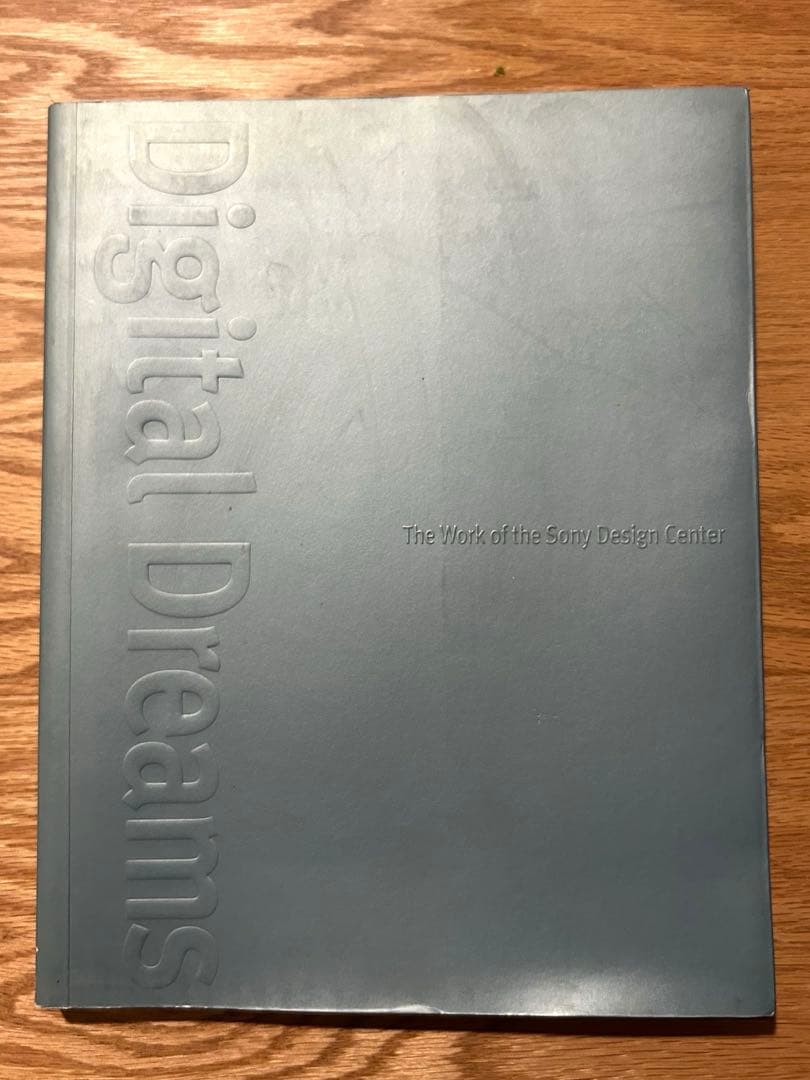 Digital Dreams
The Work of the Sony Design Center